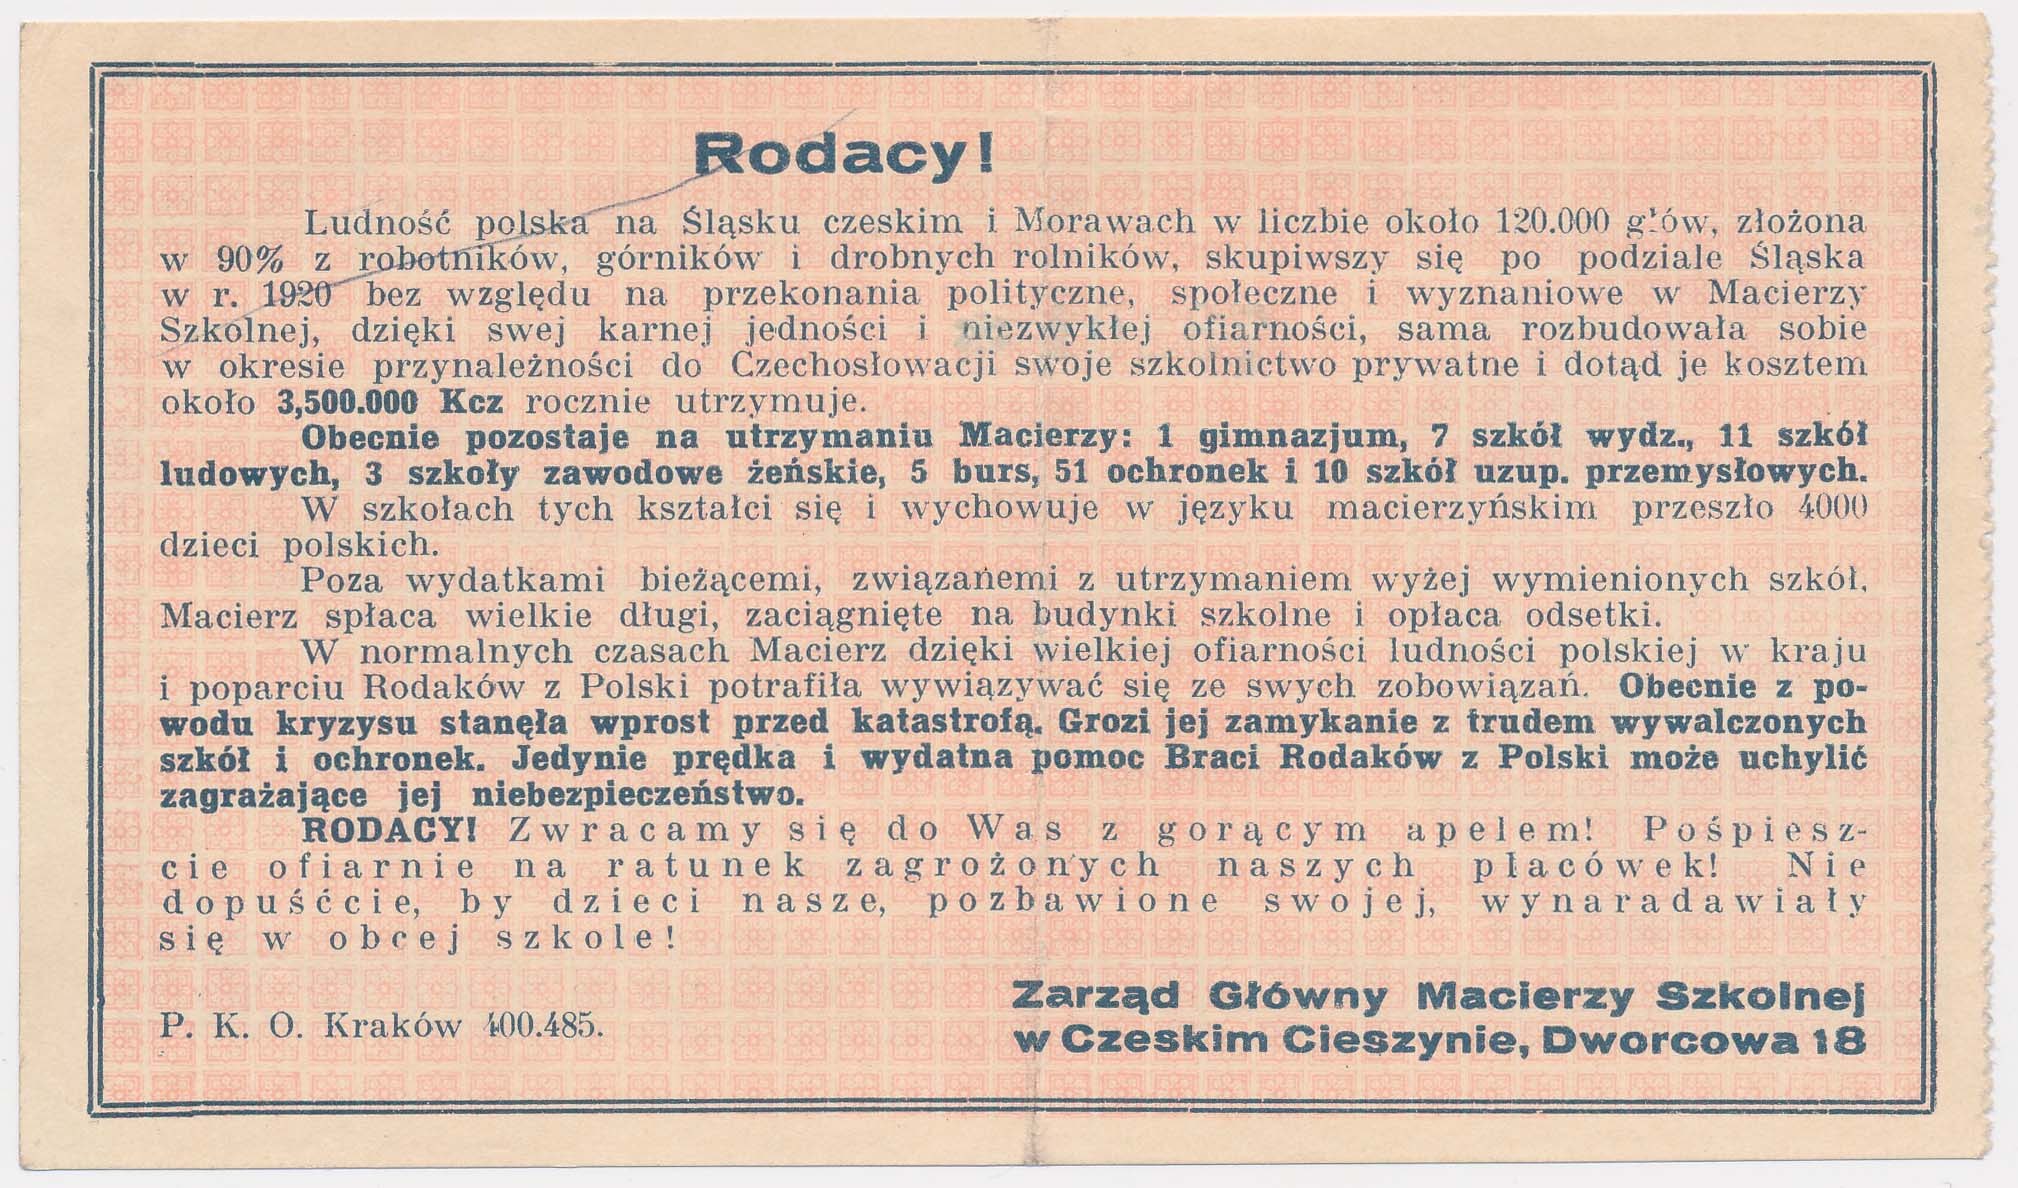 Rodacy!
Ludność polska na Śląsku czeskim i Morawach w liczbie około 120.000 głów, złożona
w 90% z robotników, górników i drobnych rolników, skupiwszy się po podziale Śląska
w r. 1920 bez względu na przekonania polityczne, społeczne i wyznaniowe w Macierzy
Szkolnej, dzięki swej karnej jedności i niezwykłej ofiarności, sama rozbudowała sobie
w okresie przynależności do Czechosłowacji swoje szkolnictwo prywatne i dotąd je kosztem
około 3,500.000 Kcz rocznie utrzymuje.
Obecnie pozostaje na utrzymaniu Macierzy: 1 gimnazjum, 7 szkół wydz., 11 szkół
ludowych, 3 szkoły zawodowe żeńskie, 5 burs, 51 ochronek i 10 szkół uzup. przemysłowych.
W szkołach tych kształci się i wychowuje w języku macierzyńskim przeszło 4000
dzieci polskich.
Poza wydatkami bieżącemi, związanemi z utrzymaniem wyżej wymienionych szkół,
Macierz spłaca wielkie długi, zaciągnięte na budynki szkolne i opłaca odsetki.
W normalnych czasach Macierz dzięki wielkiej ofiarności ludności polskiej w kraju
i poparciu Rodaków z Polski potrafiła wywiązywać się ze swych zobowiązań. Obecnie z po-
wodu kryzysu stanęła wprost przed katastrofą. Grozi jej zamykanie z trudem wywalczonych
szkół i ochronek. Jedynie prędka i wydatna pomoc Braci Rodaków z Polski może uchylić
zagrażające jej niebezpieczeństwo.
RODACY! Zwracamy się do Was z gorącym apelem! Pośpiesz-
cie ofiarnie na ratunek zagrożonych naszych placówek! Nie
dopuśćcie, by dzieci nasze, pozbawione swojej, wynaradawiały
się w obcej szkole!
Zarząd Główny Macierzy Szkolnej
w Czeskim Cieszynie, Dworcowa 18
P. K. O. Kraków 400.485.